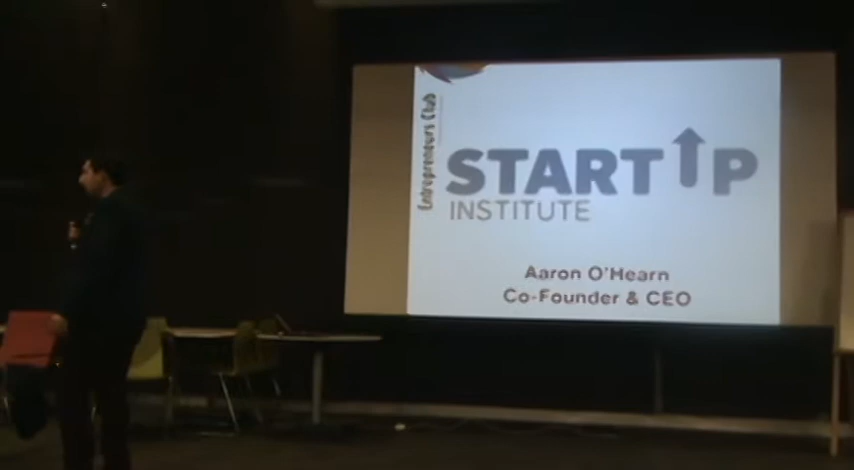 Entrepreneurs Club
START P
INSTITUTE
Aaron O'Hearn
Co-Founder & CEO